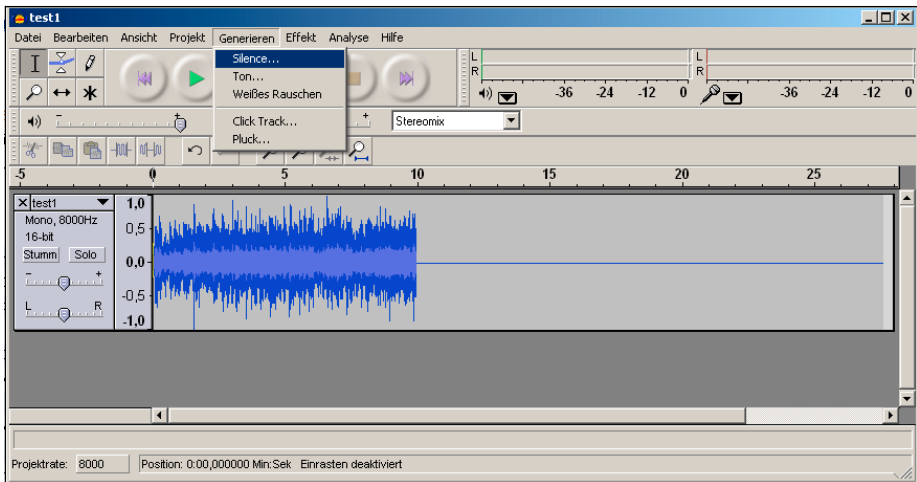 test1
Datei Bearbeiten Ansicht Projekt Generieren Effekt Analyse Hilfe
Silence...
Ton...
Weißes Rauschen
Click Track...
Pluck...
L
R
-36 -24 -12 0
L
R
-36 -24 -12 0
- + +
Stereomix
-5 0 5 10 15 20 25
test1
Mono, 8000Hz
16-bit
Stumm Solo
- +
L R
1,0
0,5
0,0
-0,5
-1,0
Projektrate: 8000 Position: 0:00,000000 Min:Sek Einrasten deaktiviert